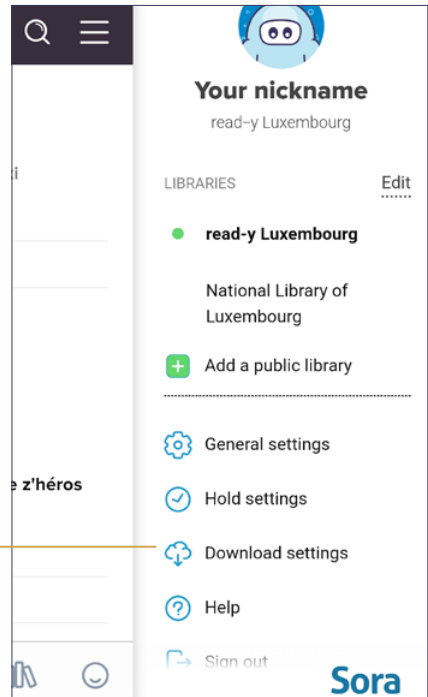 Your nickname
read-y Luxembourg
LIBRARIES Edit
read-y Luxembourg
National Library of
Luxembourg
Add a public library
General settings
e z'héros
Hold settings
Download settings
Help
Sign out
Sora